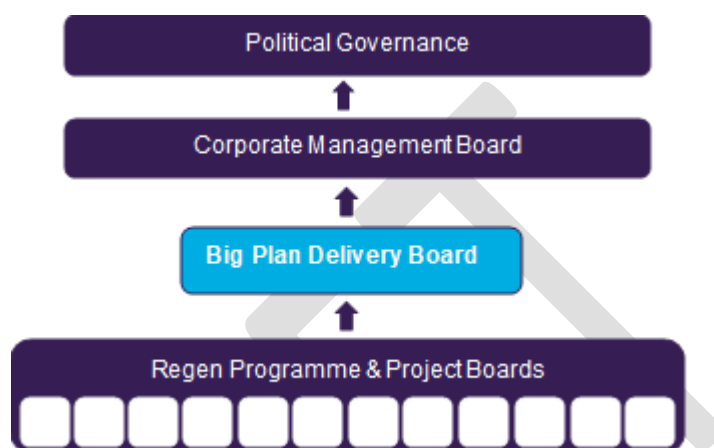 Political Governance
Corporate Management Board
Big Plan Delivery Board
Regen Programme & Project Boards